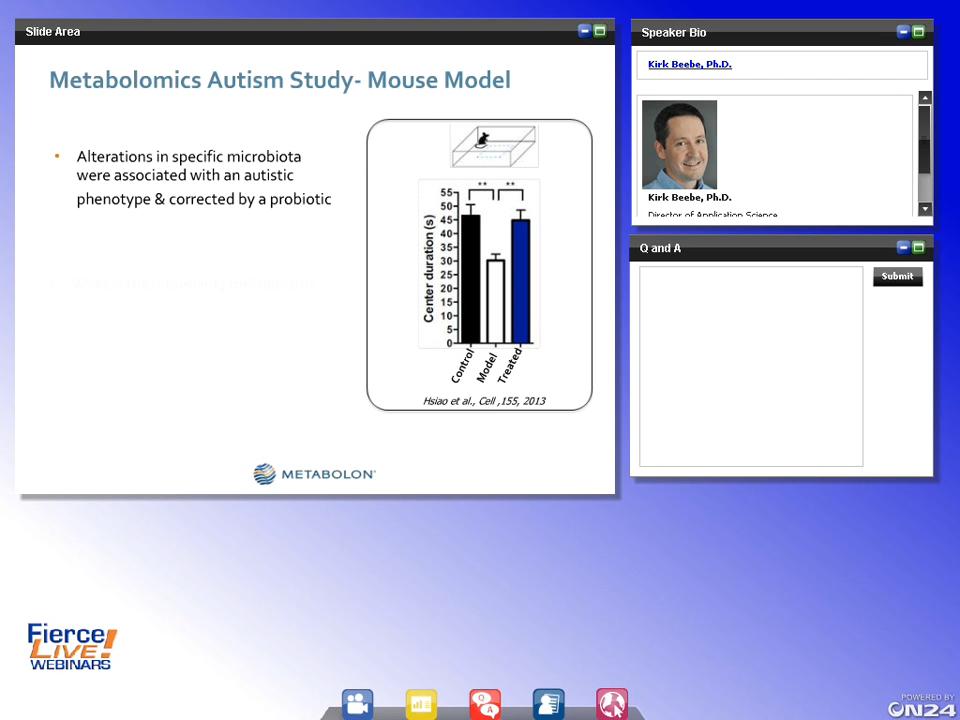 Slide Area
Metabolomics Autism Study- Mouse Model
• Alterations in specific microbiota
were associated with an autistic
phenotype & corrected by a probiotic
** **
Center duration (s)
55
50
45
40
35
30
25
20
15
10
5
0
Control
Model
Treated
Hsiao et al., Cell ,155, 2013
METABOLON
Speaker Bio
Kirk Beebe, Ph.D.
Kirk Beebe, Ph.D.
Director of Application Science
Q and A
Submit
Fierce
LIVE!
WEBINARS
Q
A
POWERED BY
ON24